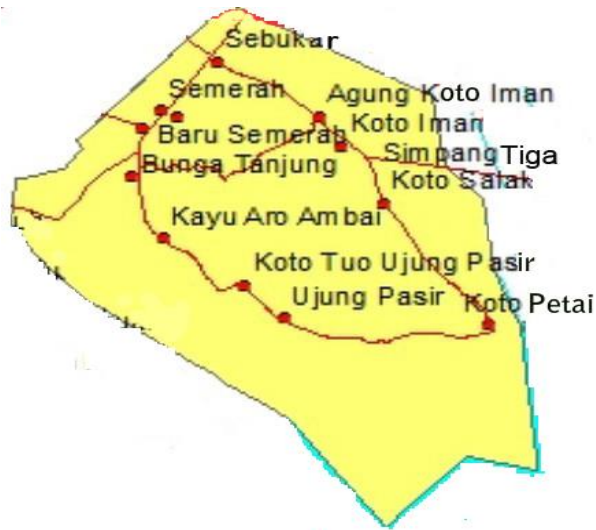 Sebukar
Semerah
Agung Koto Iman
Baru Semerah
Koto Iman
Simpang Tiga
Bunga Tanjung
Koto Salak
Kayu Aro Ambai
Koto Tuo Ujung Pasir
Ujung Pasir
Koto Petai